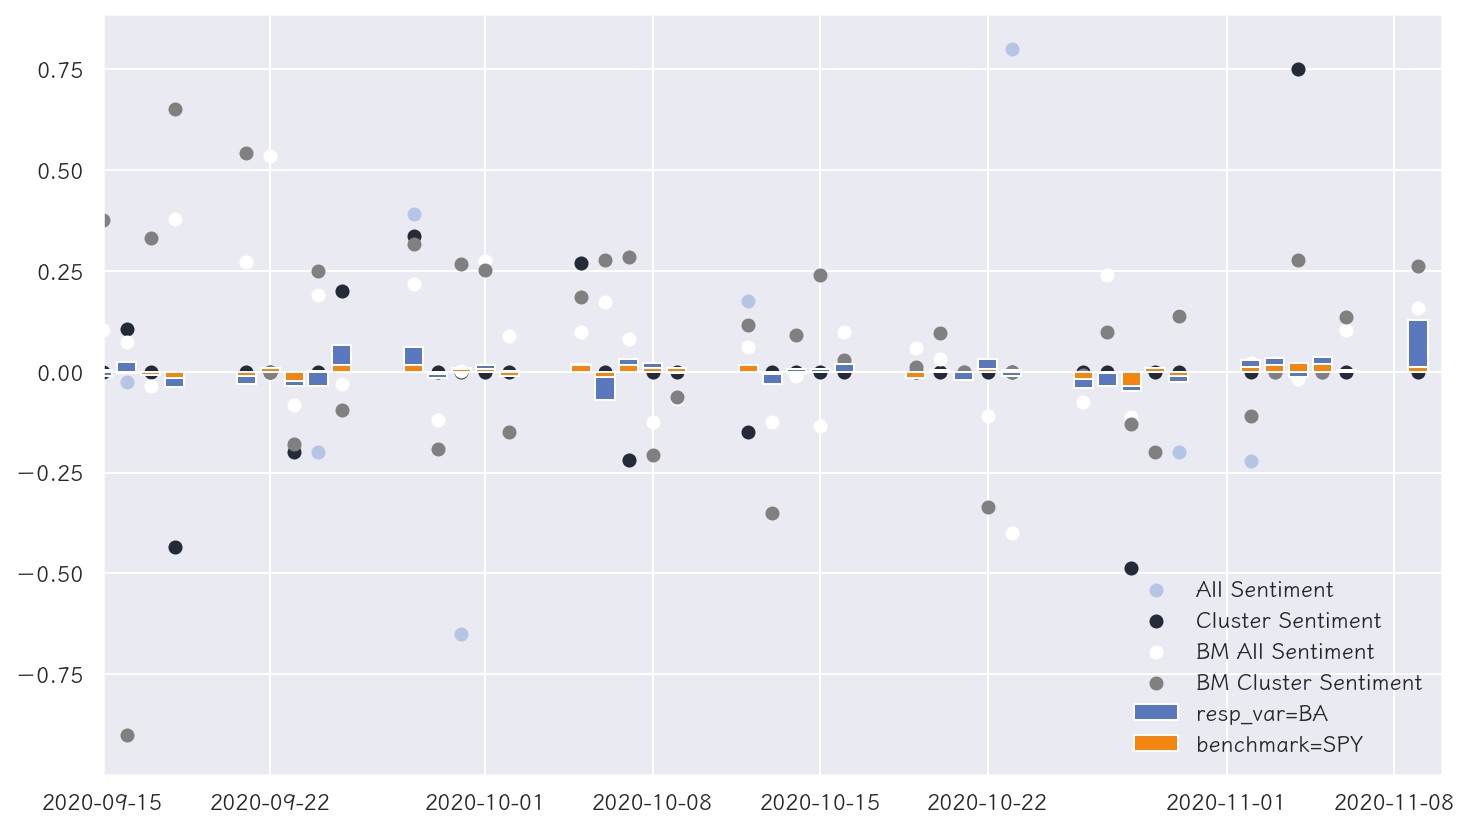 0.75
0.50
0.25
0.00
−0.25
−0.50
−0.75
All Sentiment
Cluster Sentiment
BM All Sentiment
BM Cluster Sentiment
resp_var=BA
benchmark=SPY
2020-09-15 2020-09-22 2020-10-01 2020-10-08 2020-10-15 2020-10-22 2020-11-01 2020-11-08